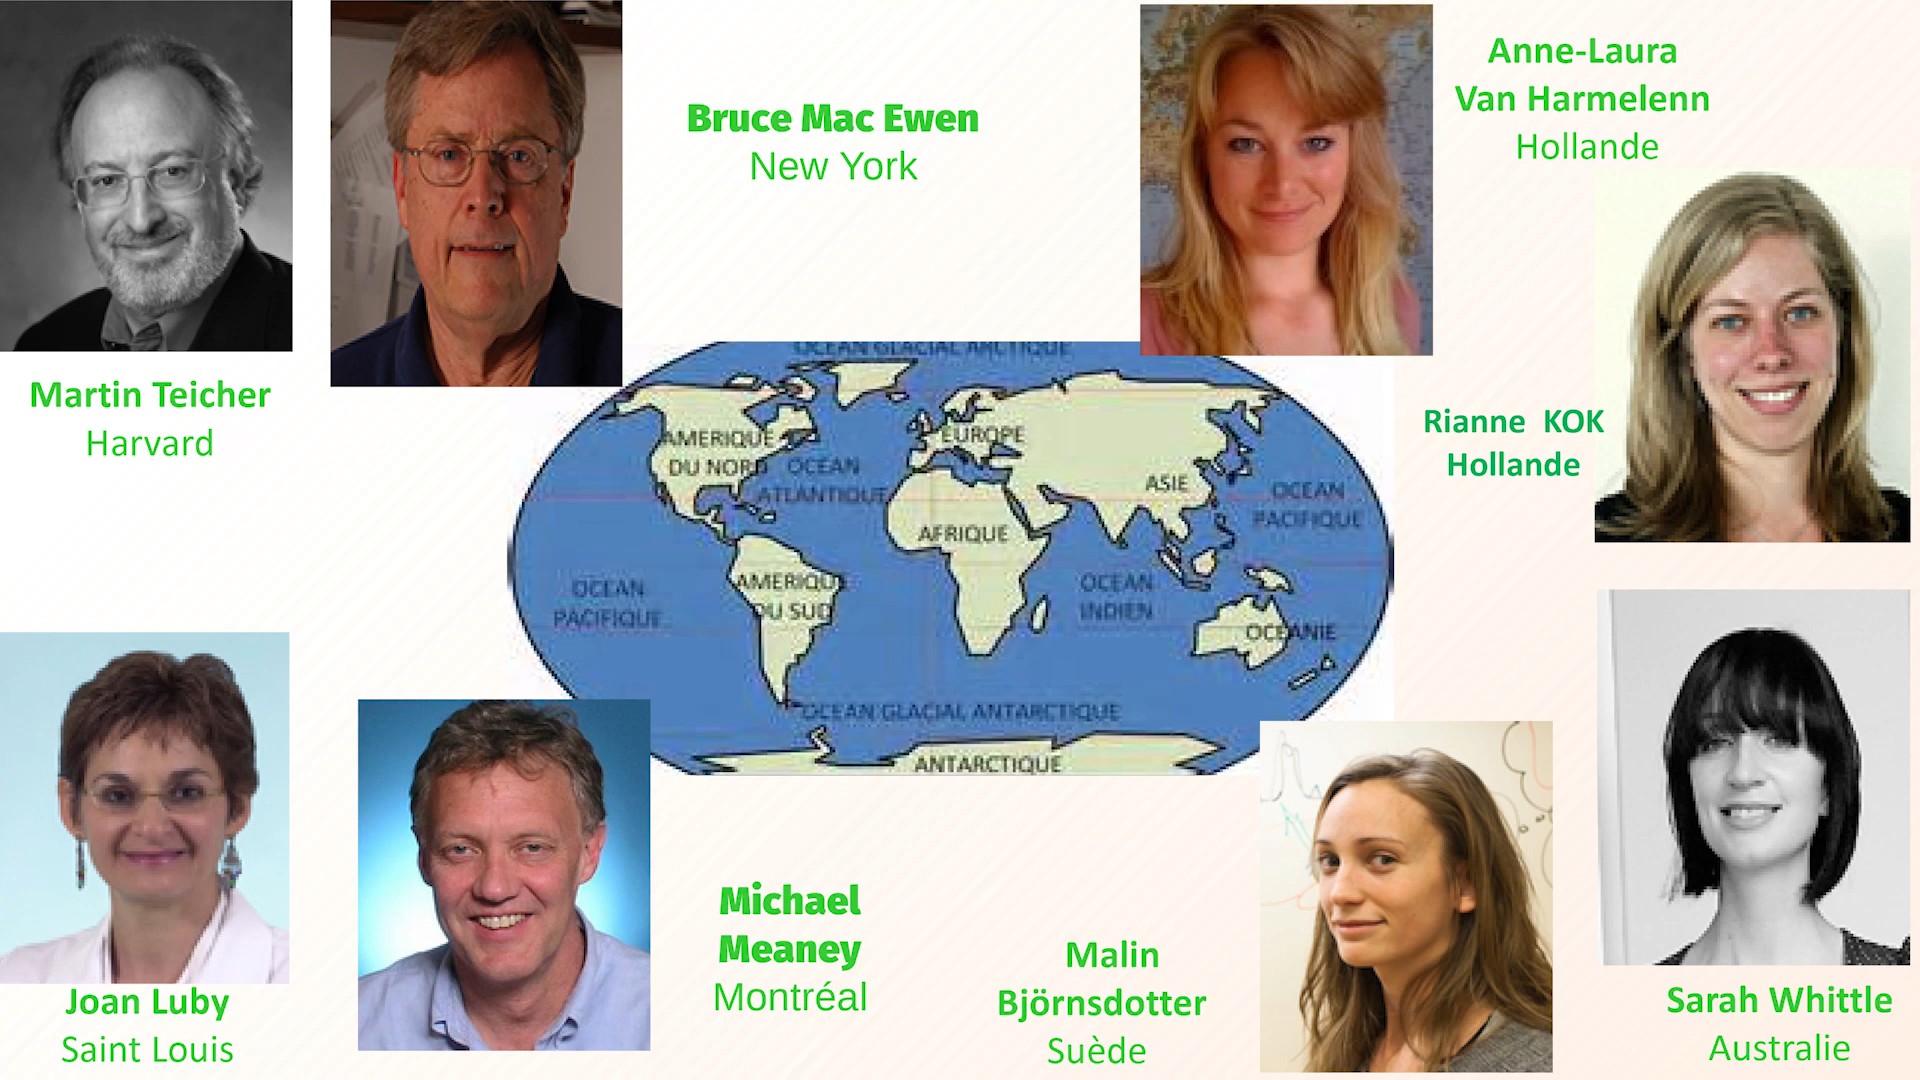 Anne-Laura
Van Harmelenn
Hollande
Bruce Mac Ewen
New York
Martin Teicher
Harvard
Rianne KOK
Hollande
OCEAN GLACIAL ARCTIQUE
AMERIQUE
DU NORD
OCEAN
ATLANTIQUE
EUROPE
ASIE
OCEAN
PACIFIQUE
AFRIQUE
OCEAN
PACIFIQUE
AMERIQUE
DU SUD
OCEAN
INDIEN
OCEANIE
OCEAN GLACIAL ANTARCTIQUE
ANTARCTIQUE
Joan Luby
Saint Louis
Michael
Meaney
Montréal
Malin
Björnsdotter
Suède
Sarah Whittle
Australie